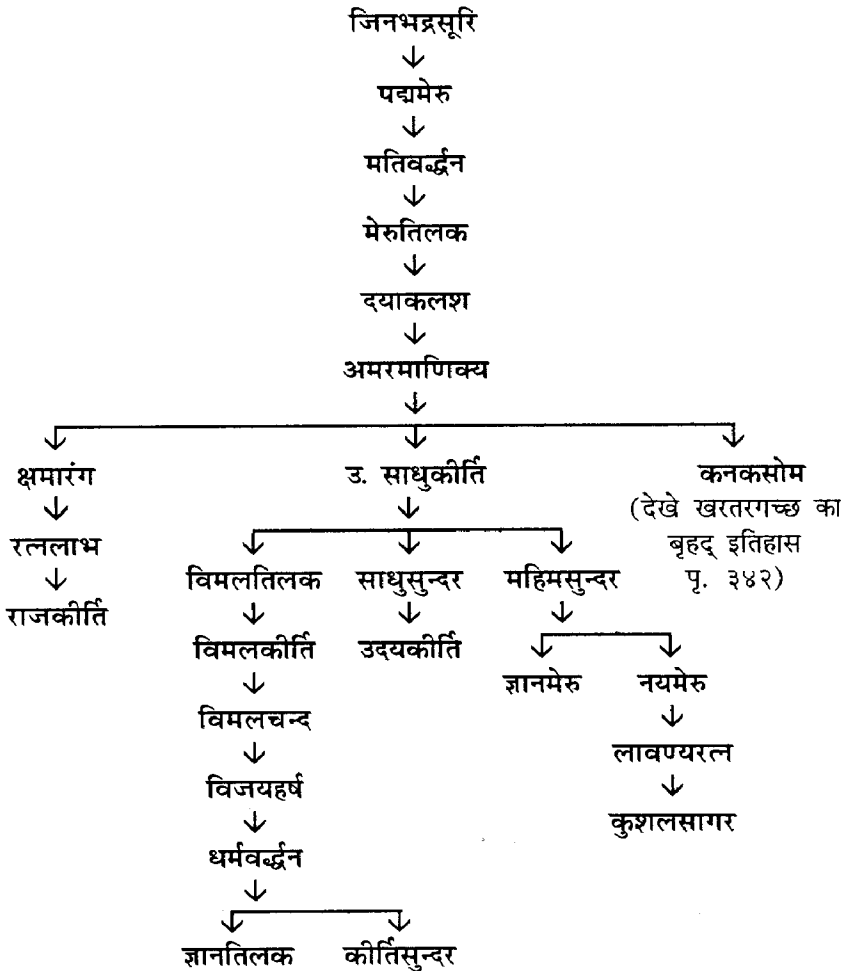 जिनभद्रसूरि
पद्ममेरु
मतिवर्द्धन
मेरुतिलक
दयाकलश
अमरमाणिक्य
क्षमारंग उ. साधुकीर्ति कनकसोम
(देखे खरतरगच्छ का
रत्नलाभ बृहद् इतिहास
विमलतिलक साधुसुन्दर महिमसुन्दर पृ. ३४२)
राजकीर्ति
विमलकीर्ति उदयकीर्ति
ज्ञानमेरु नयमेरु
विमलचन्द
लावण्यरत्न
विजयहर्ष
कुशलसागर
धर्मवर्द्धन
ज्ञानतिलक कीर्तिसुन्दर